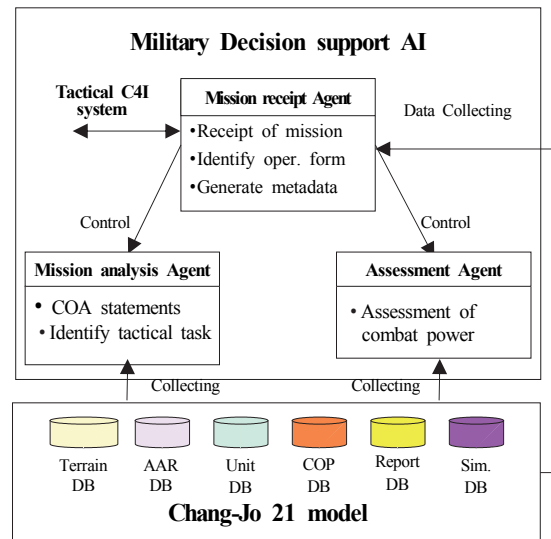 Military Decision support AI
Tactical C4I
system
Mission receipt Agent
•Receipt of mission
•Identify oper. form
•Generate metadata
Data Collecting
Control
Control
Mission analysis Agent
• COA statements
•Identify tactical task
Assessment Agent
•Assessment of
combat power
Collecting
Collecting
Terrain
DB
AAR
DB
Unit
DB
COP
DB
Report
DB
Sim.
DB
Chang-Jo 21 model